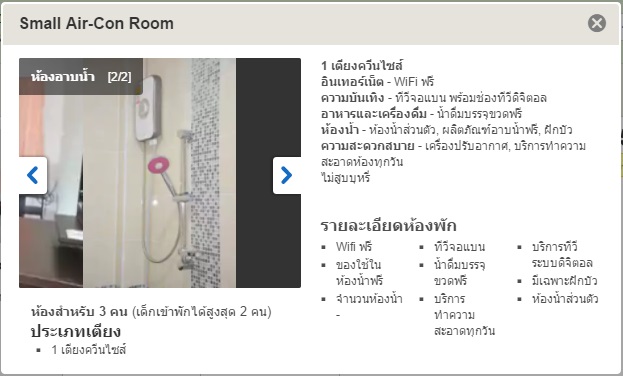 Small Air-Con Room
ห้องอาบน้ำ [2/2]
1 เตียงควีนไซส์
อินเทอร์เน็ต - WiFi ฟรี
ความบันเทิง - ทีวีจอแบน พร้อมช่องทีวีดิจิตอล
อาหารและเครื่องดื่ม - น้ำดื่มบรรจุขวดฟรี
ห้องน้ำ - ห้องน้ำส่วนตัว, ผลิตภัณฑ์อาบน้ำฟรี, ฝักบัว
ความสะดวกสบาย - เครื่องปรับอากาศ, บริการทำความ
สะอาดห้องทุกวัน
ไม่สูบบุหรี่
รายละเอียดห้องพัก
Wifi ฟรี
ของใช้ใน
ห้องน้ำฟรี
จำนวนห้องน้ำ
-
ทีวีจอแบน
น้ำดื่มบรรจุ
ขวดฟรี
บริการ
ทำความ
สะอาดทุกวัน
บริการทีวี
ระบบดิจิตอล
มีเฉพาะฝักบัว
ห้องน้ำส่วนตัว
ห้องสำหรับ 3 คน (เด็กเข้าพักได้สูงสุด 2 คน)
ประเภทเตียง
1 เตียงควีนไซส์